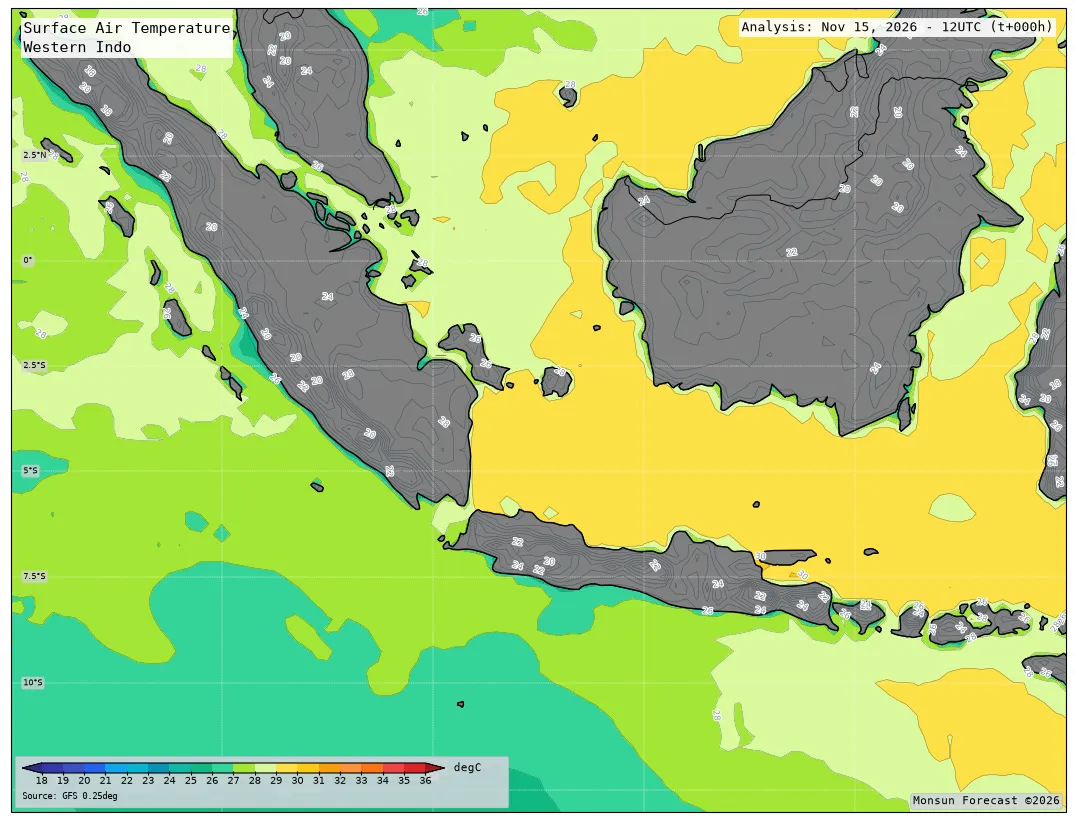 Surface Air Temperature
Western Indo
Analysis: Nov 15, 2026 - 12UTC (t+000h)
2.5°N
0°
2.5°S
5°S
7.5°S
10°S
degC
18 19 20 21 22 23 24 25 26 27 28 29 30 31 32 33 34 35 36
Source: GFS 0.25deg
Monsun Forecast ©2026